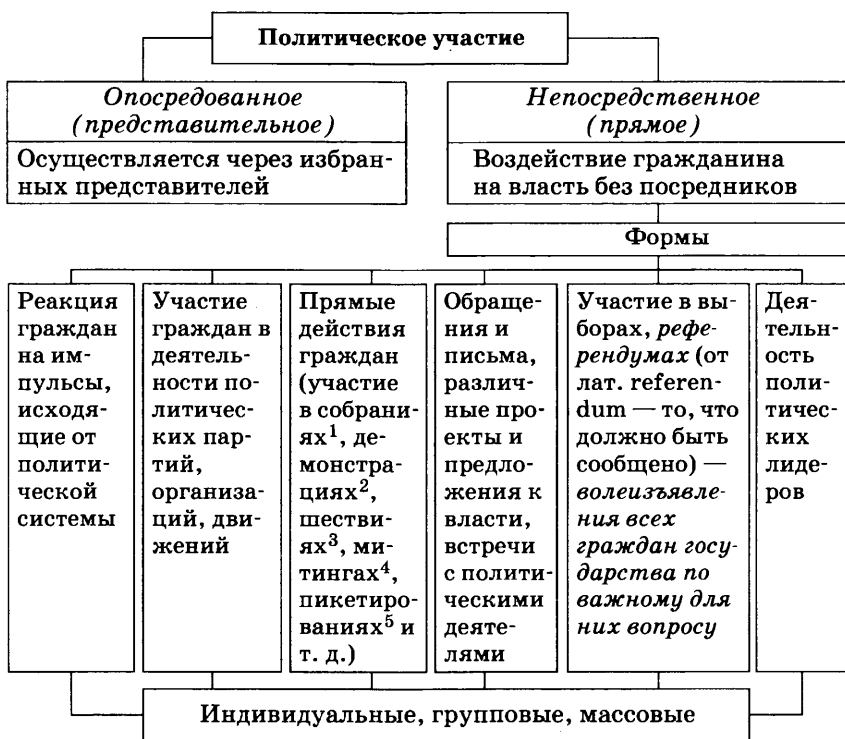 Политическое участие
Опосредованное
(представительное)
Осуществляется через избран-
ных представителей
Непосредственное
(прямое)
Воздействие гражданина
на власть без посредников
Формы
Реакция
граждан
на им-
пульсы,
исходя-
щие от
полити-
ческой
системы
Участие
граждан в
деятель-
ности по-
литичес-
ких пар-
тий,
организа-
ций, дви-
жений
Прямые
действия
граждан
(участие
в собрани-
ях¹, де-
монстра-
циях²,
шестви-
ях³, ми-
тингах⁴,
пикетиро-
ваниях⁵ и
т. д.)
Обраще-
ния и
письма,
различ-
ные про-
екты и
предло-
жения к
власти,
встречи
с полити-
ческими
деяте-
лями
Участие в вы-
борах, рефе-
рендумах (от
лат. referen-
dum — то, что
должно быть
сообщено) —
волеизъявле-
ния всех
граждан госу-
дарства по
важному для
них вопросу
Дея-
тель-
ность
поли-
тичес-
ких
лиде-
ров
Индивидуальные, групповые, массовые